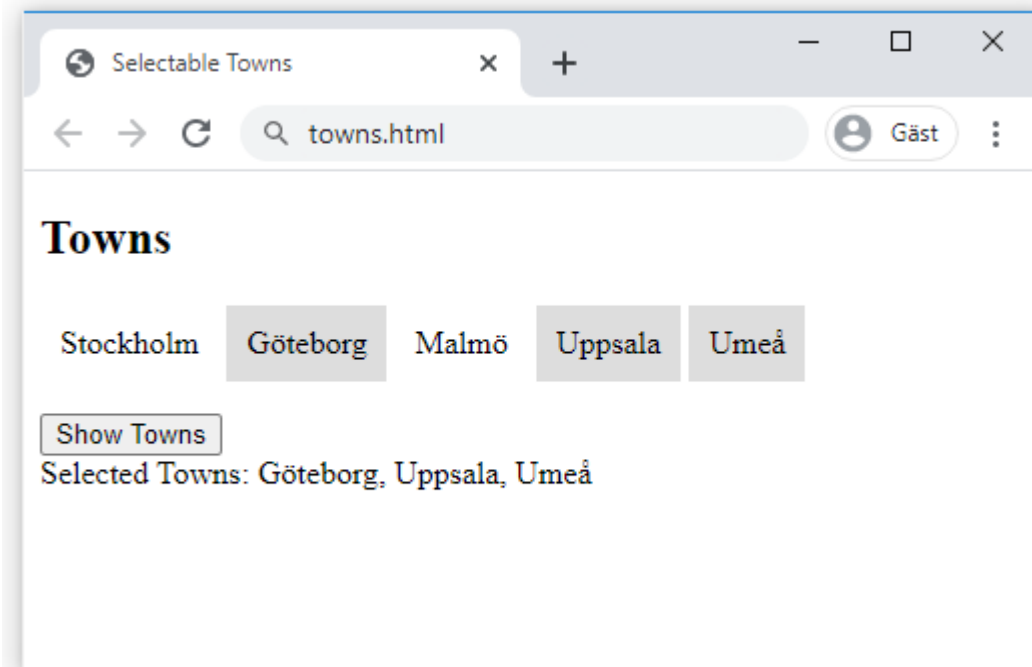 Selectable Towns
towns.html Gäst
Towns
Stockholm Göteborg Malmö Uppsala Umeå
Show Towns
Selected Towns: Göteborg, Uppsala, Umeå